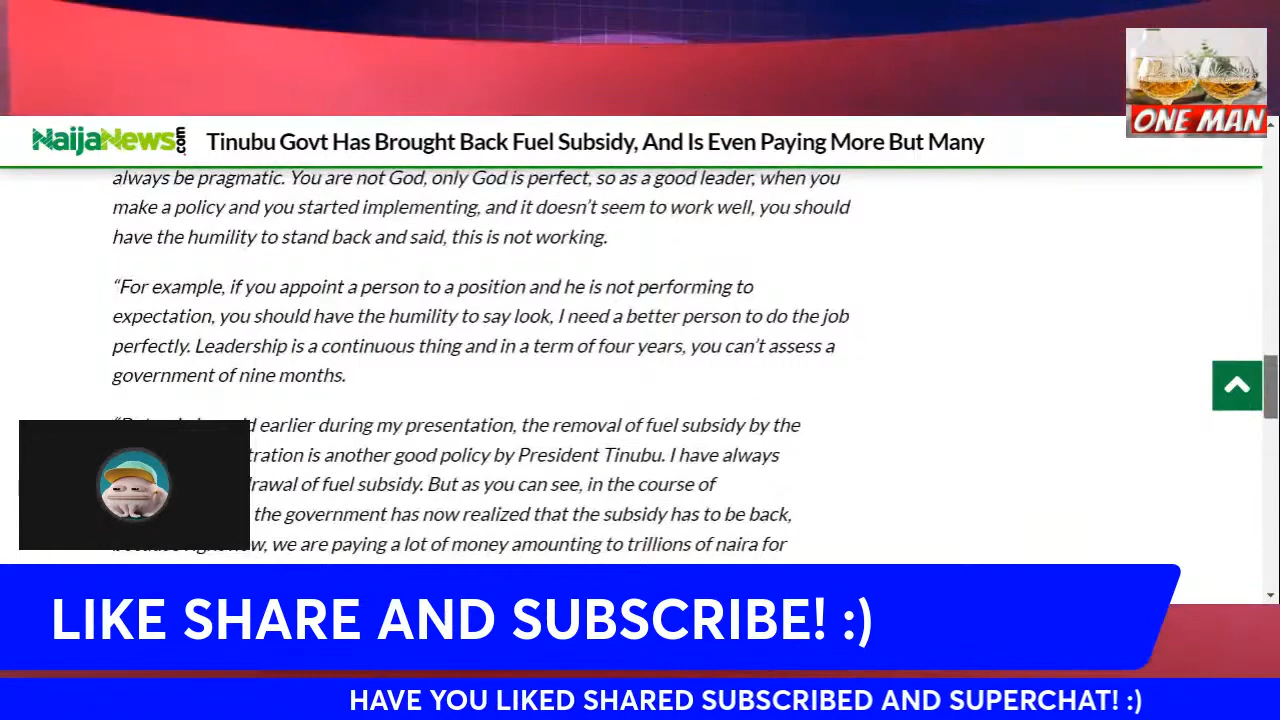 ONE MAN
NaijaNews.com
Tinubu Govt Has Brought Back Fuel Subsidy, And Is Even Paying More But Many
always be pragmatic. You are not God, only God is perfect, so as a good leader, when you
make a policy and you started implementing, and it doesn’t seem to work well, you should
have the humility to stand back and said, this is not working.
“For example, if you appoint a person to a position and he is not performing to
expectation, you should have the humility to say look, I need a better person to do the job
perfectly. Leadership is a continuous thing and in a term of four years, you can’t assess a
government of nine months.
earlier during my presentation, the removal of fuel subsidy by the
is another good policy by President Tinubu. I have always
of fuel subsidy. But as you can see, in the course of
the government has now realized that the subsidy has to be back,
we are paying a lot of money amounting to trillions of naira for
LIKE SHARE AND SUBSCRIBE! :)
HAVE YOU LIKED SHARED SUBSCRIBED AND SUPERCHAT! :)